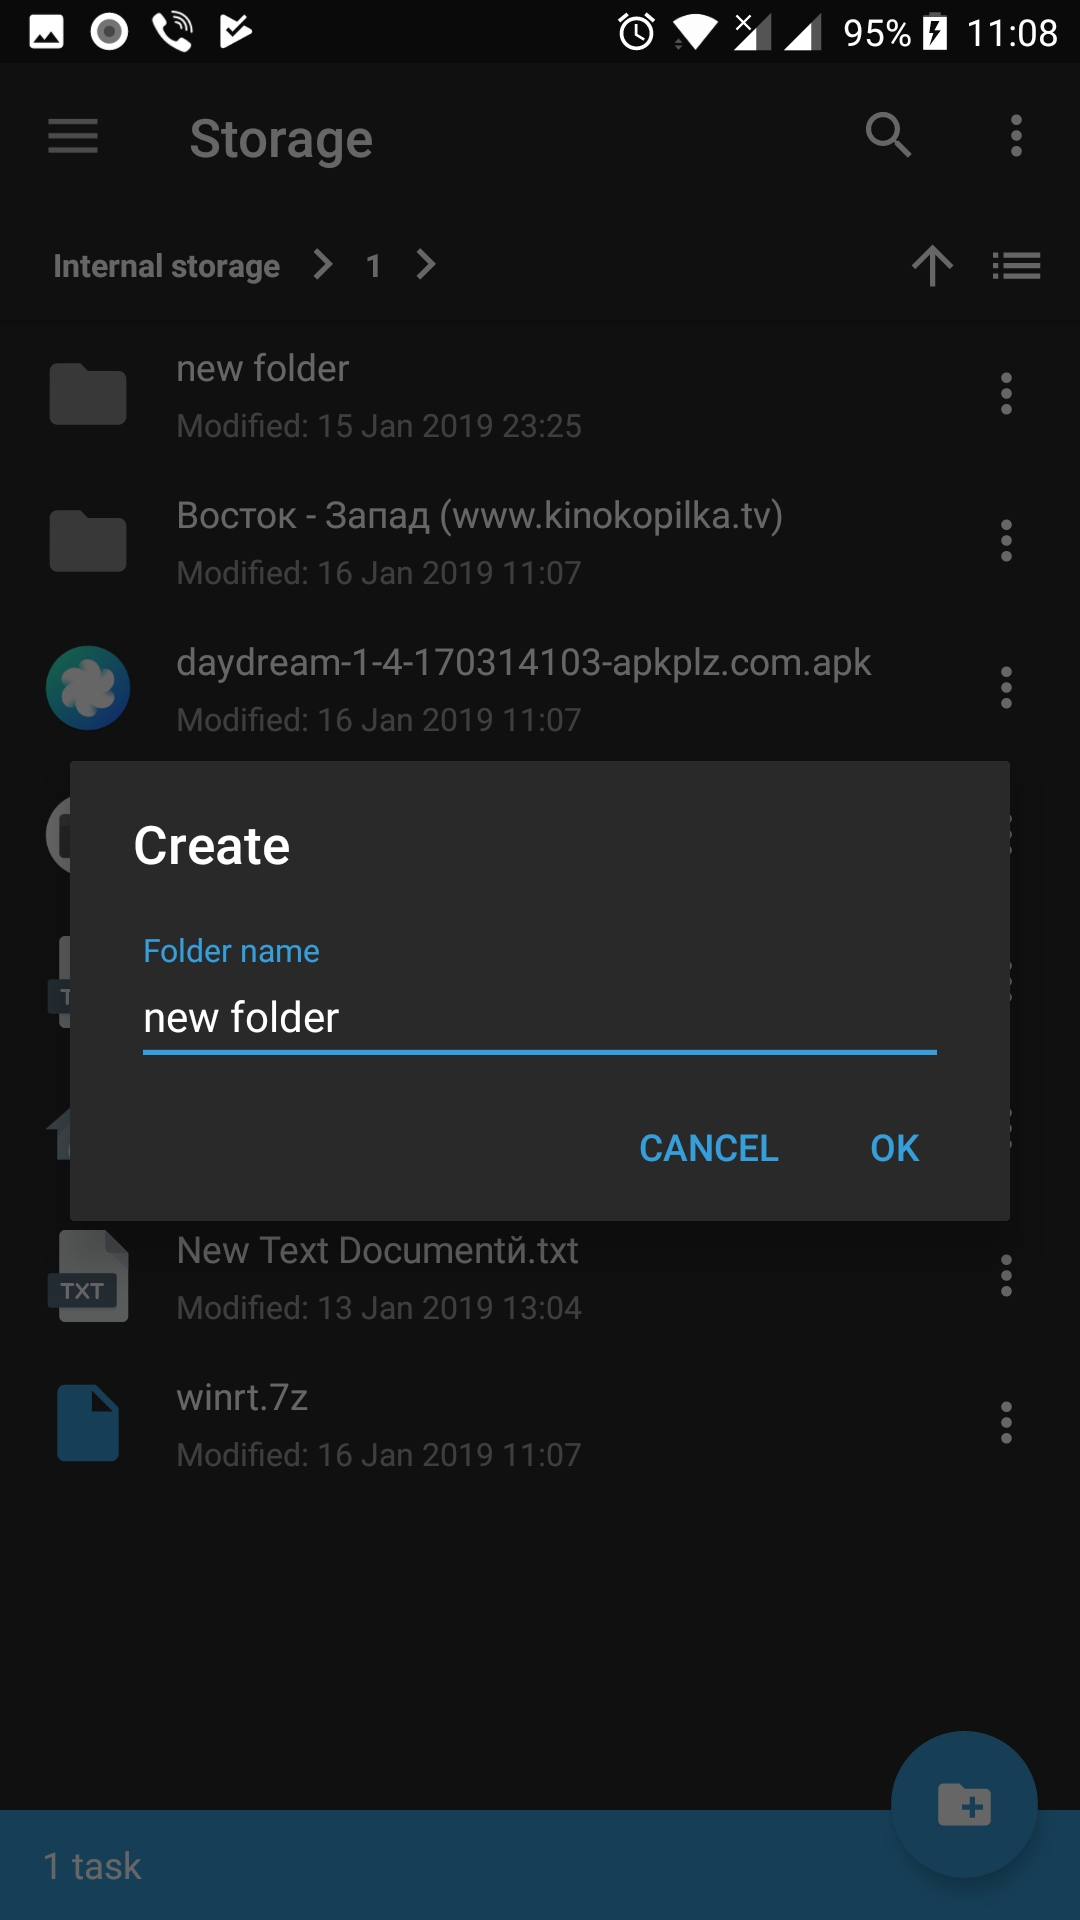 95% 11:08
Storage
Internal storage 1
new folder
Modified: 15 Jan 2019 23:25
Восток - Запад (www.kinokopilka.tv)
Modified: 16 Jan 2019 11:07
daydream-1-4-170314103-apkplz.com.apk
Modified: 16 Jan 2019 11:07
Create
Folder name
new folder
CANCEL OK
New Text Documentй.txt
TXT
Modified: 13 Jan 2019 13:04
winrt.7z
Modified: 16 Jan 2019 11:07
1 task